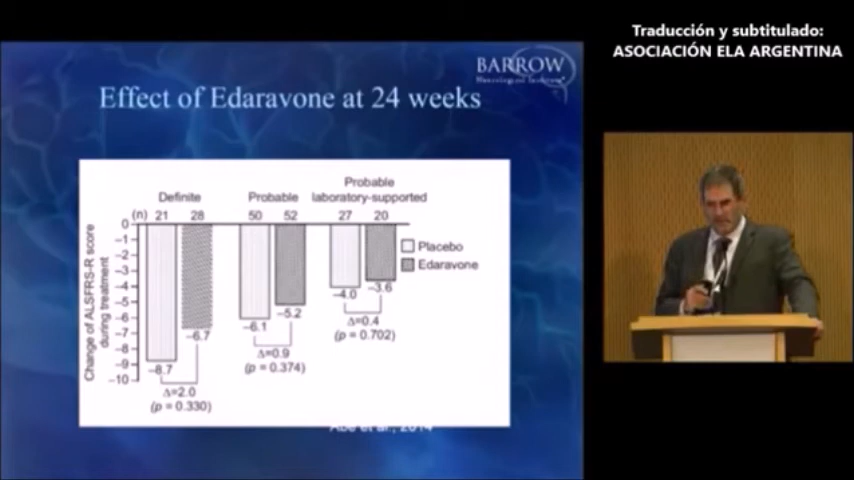 Traducción y subtitulado:
ASOCIACIÓN ELA ARGENTINA
BARROW
Neurological Institute
Effect of Edaravone at 24 weeks
Definite
Probable
Probable
laboratory-supported
(n) 21 28 50 52 27 20
Change of ALSFRS-R score
during treatment
0
-1
-2
-3
-4
-5
-6
-7
-8
-9
-10
Placebo
Edaravone
-8.7
-6.7
Δ=2.0
(p = 0.330)
-6.1
-5.2
Δ=0.9
(p = 0.374)
-4.0
-3.6
Δ=0.4
(p = 0.702)
Abe et al., 2014